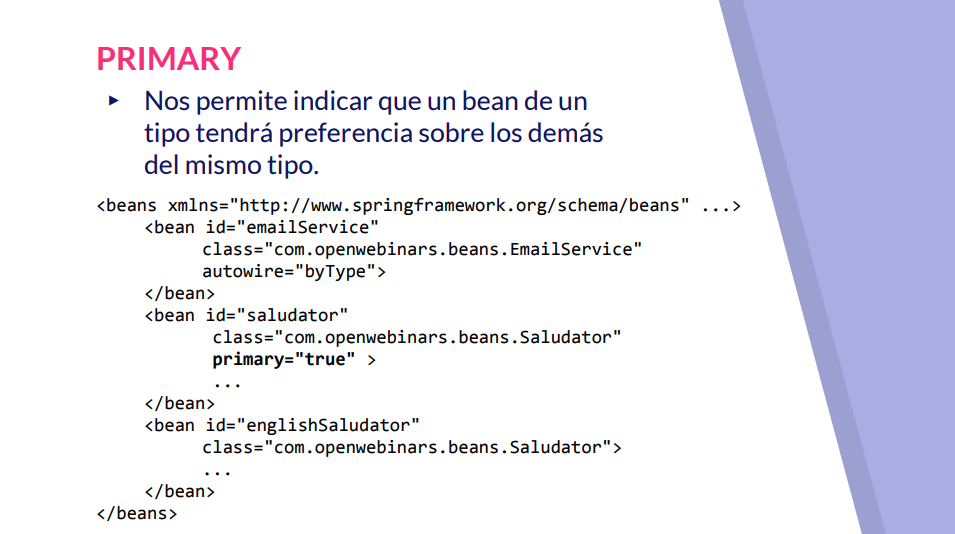 PRIMARY
▸ Nos permite indicar que un bean de un
tipo tendrá preferencia sobre los demás
del mismo tipo.
<beans xmlns="http://www.springframework.org/schema/beans" ...>
<bean id="emailService"
class="com.openwebinars.beans.EmailService"
autowire="byType">
</bean>
<bean id="saludator"
class="com.openwebinars.beans.Saludator"
primary="true" >
...
</bean>
<bean id="englishSaludator"
class="com.openwebinars.beans.Saludator">
...
</bean>
</beans>